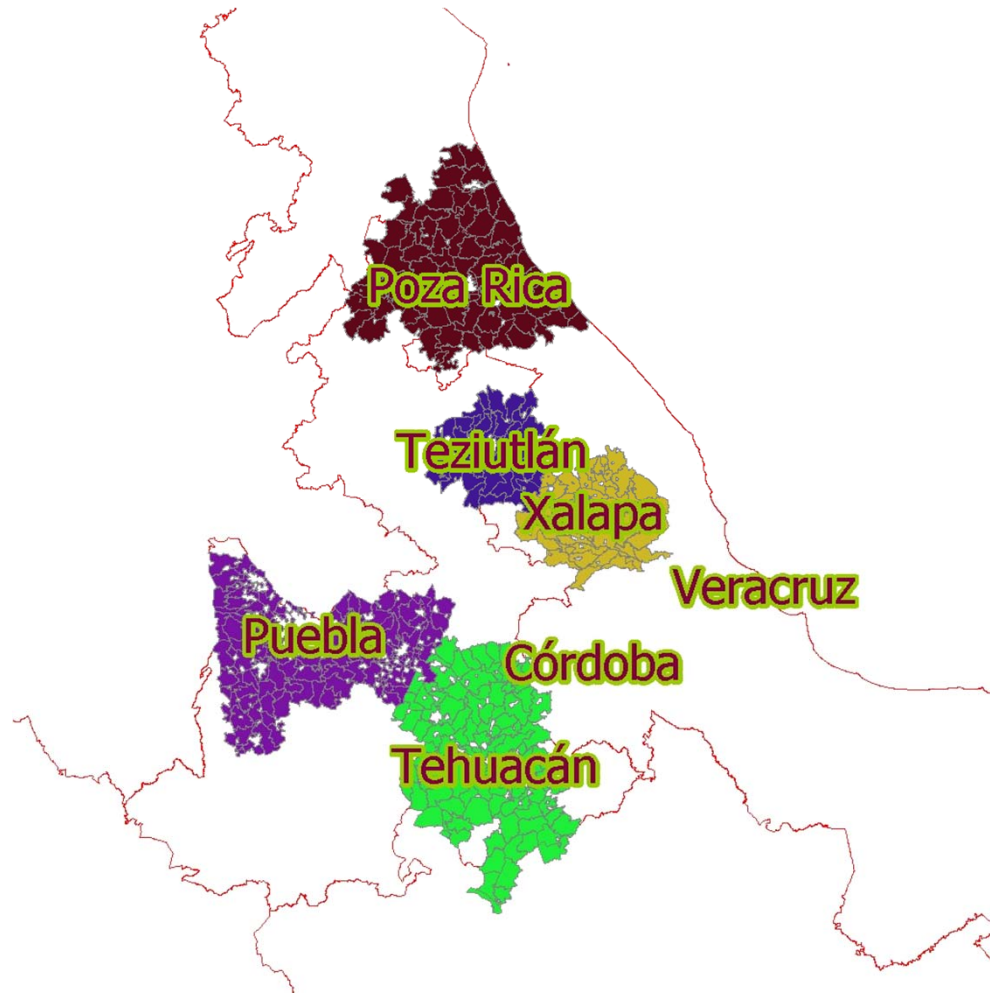 Poza Rica
Teziutlán
Xalapa
Veracruz
Puebla
Córdoba
Tehuacán